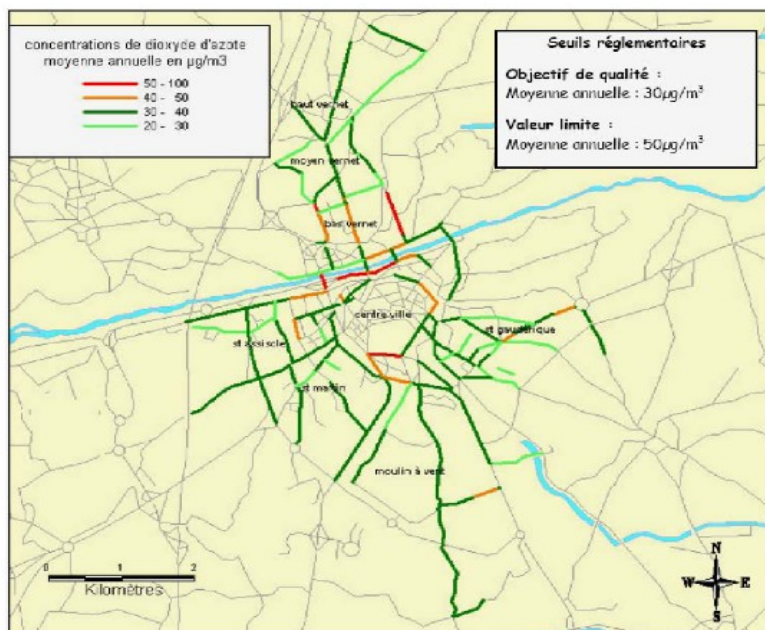 concentrations de dioxyde d'azote
moyenne annuelle en µg/m3
50 - 100
40 - 50
30 - 40
20 - 30
Seuils réglementaires
Objectif de qualité :
Moyenne annuelle : 30µg/m³
Valeur limite :
Moyenne annuelle : 50µg/m³
haut vernet
moyen vernet
bas vernet
centre ville
st gaudérique
st assiscle
st martin
moulin à vent
0 1 2
Kilomètres
N
W E
S